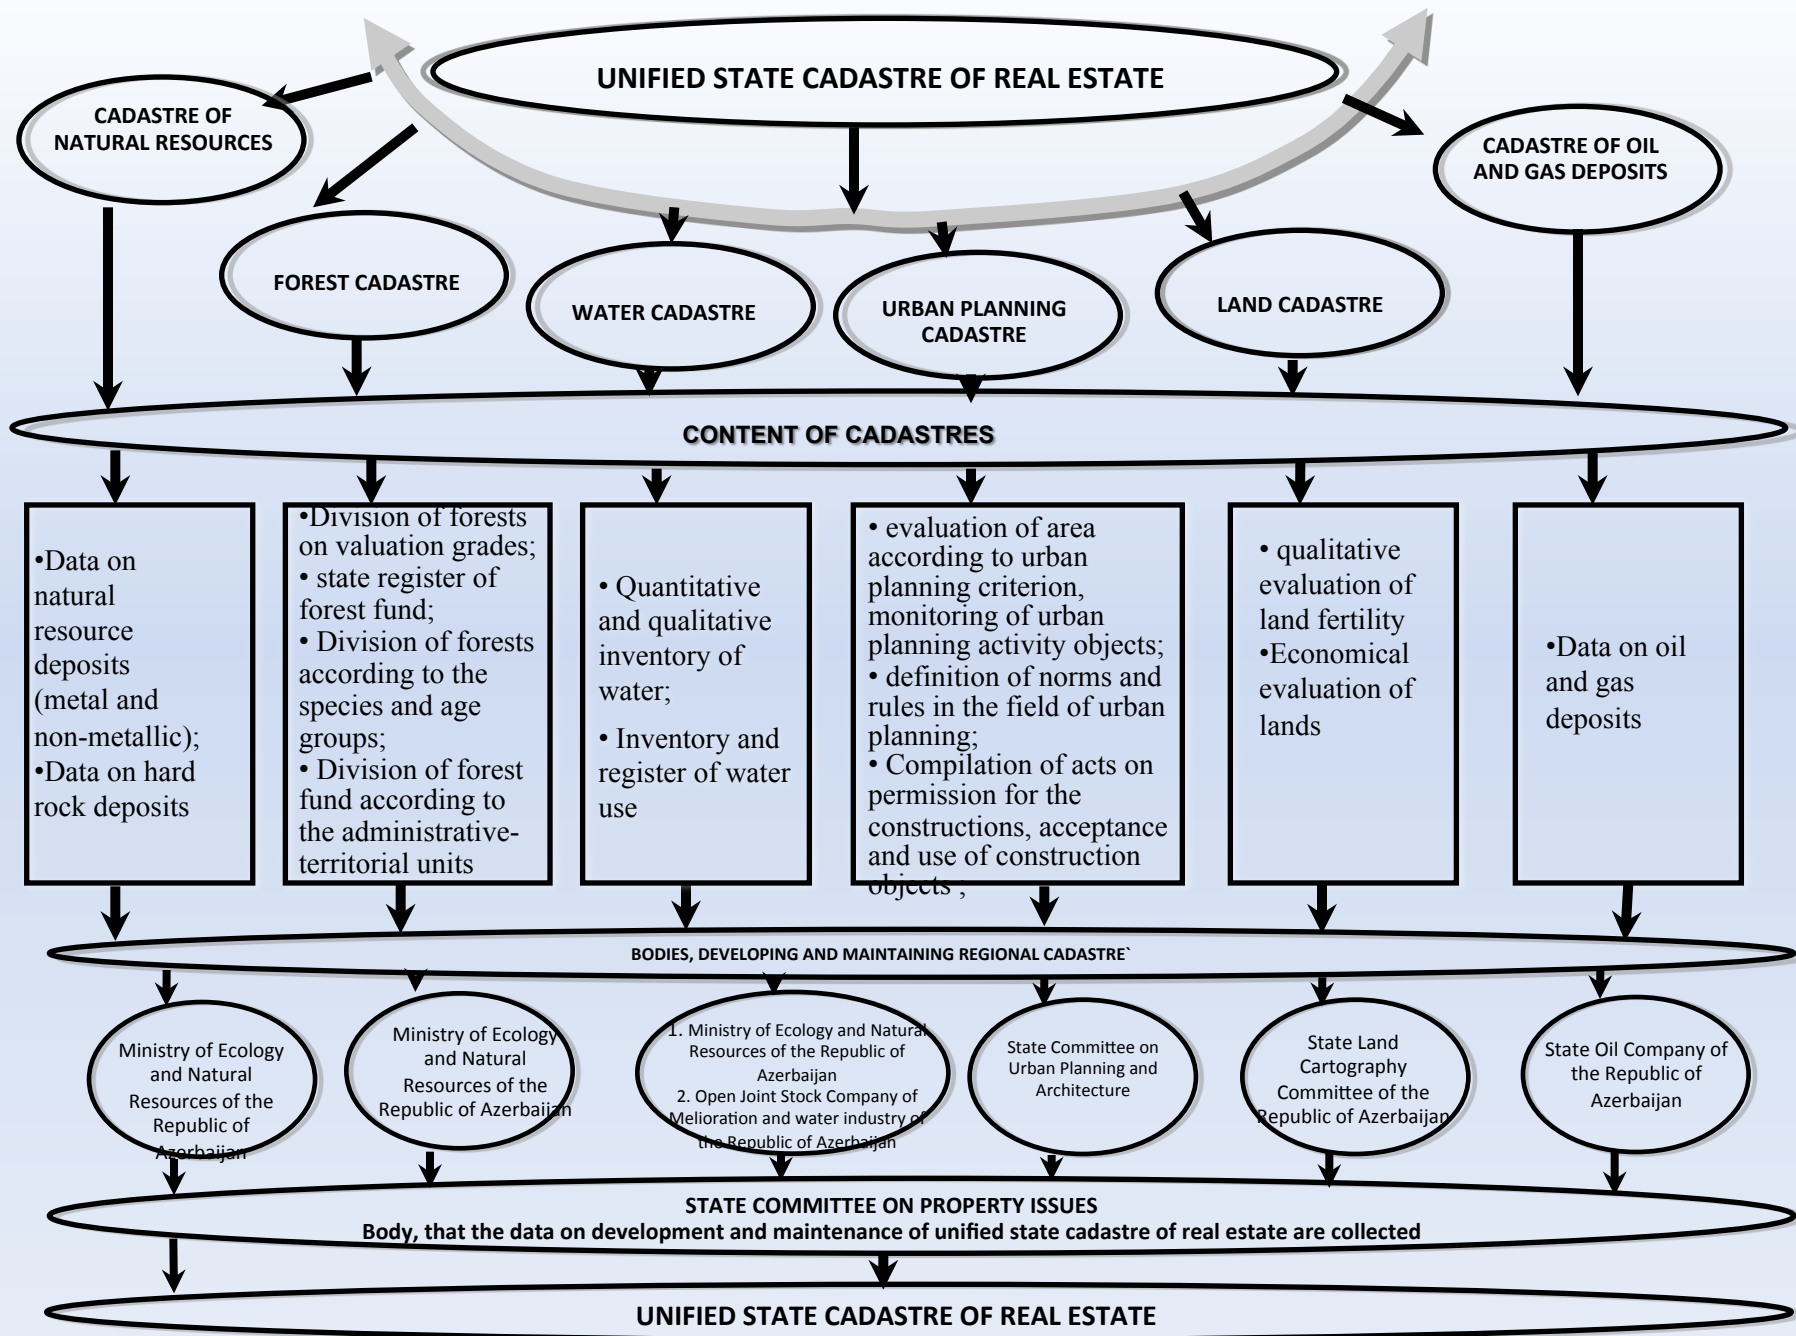 UNIFIED STATE CADASTRE OF REAL ESTATE
CADASTRE OF
NATURAL RESOURCES
CADASTRE OF OIL
AND GAS DEPOSITS
FOREST CADASTRE
WATER CADASTRE
URBAN PLANNING
CADASTRE
LAND CADASTRE
CONTENT OF CADASTRES
•Data on
natural
resource
deposits
(metal and
non-metallic);
•Data on hard
rock deposits
•Division of forests
on valuation grades;
• state register of
forest fund;
• Division of forests
according to the
species and age
groups;
• Division of forest
fund according to
the administrative-
territorial units
• Quantitative
and qualitative
inventory of
water;
• Inventory and
register of water
use
• evaluation of area
according to urban
planning criterion,
monitoring of urban
planning activity objects;
• definition of norms and
rules in the field of urban
planning;
• Compilation of acts on
permission for the
constructions, acceptance
and use of construction
objects ;
• qualitative
evaluation of
land fertility
•Economical
evaluation of
lands
•Data on oil
and gas
deposits
BODIES, DEVELOPING AND MAINTAINING REGIONAL CADASTRE`
Ministry of Ecology
and Natural
Resources of the
Republic of
Azerbaijan
Ministry of Ecology
and Natural
Resources of the
Republic of Azerbaijan
1. Ministry of Ecology and Natural
Resources of the Republic of
Azerbaijan
2. Open Joint Stock Company of
Melioration and water industry of
the Republic of Azerbaijan
State Committee on
Urban Planning and
Architecture
State Land
Cartography
Committee of the
Republic of Azerbaijan
State Oil Company of
the Republic of
Azerbaijan
STATE COMMITTEE ON PROPERTY ISSUES
Body, that the data on development and maintenance of unified state cadastre of real estate are collected
UNIFIED STATE CADASTRE OF REAL ESTATE